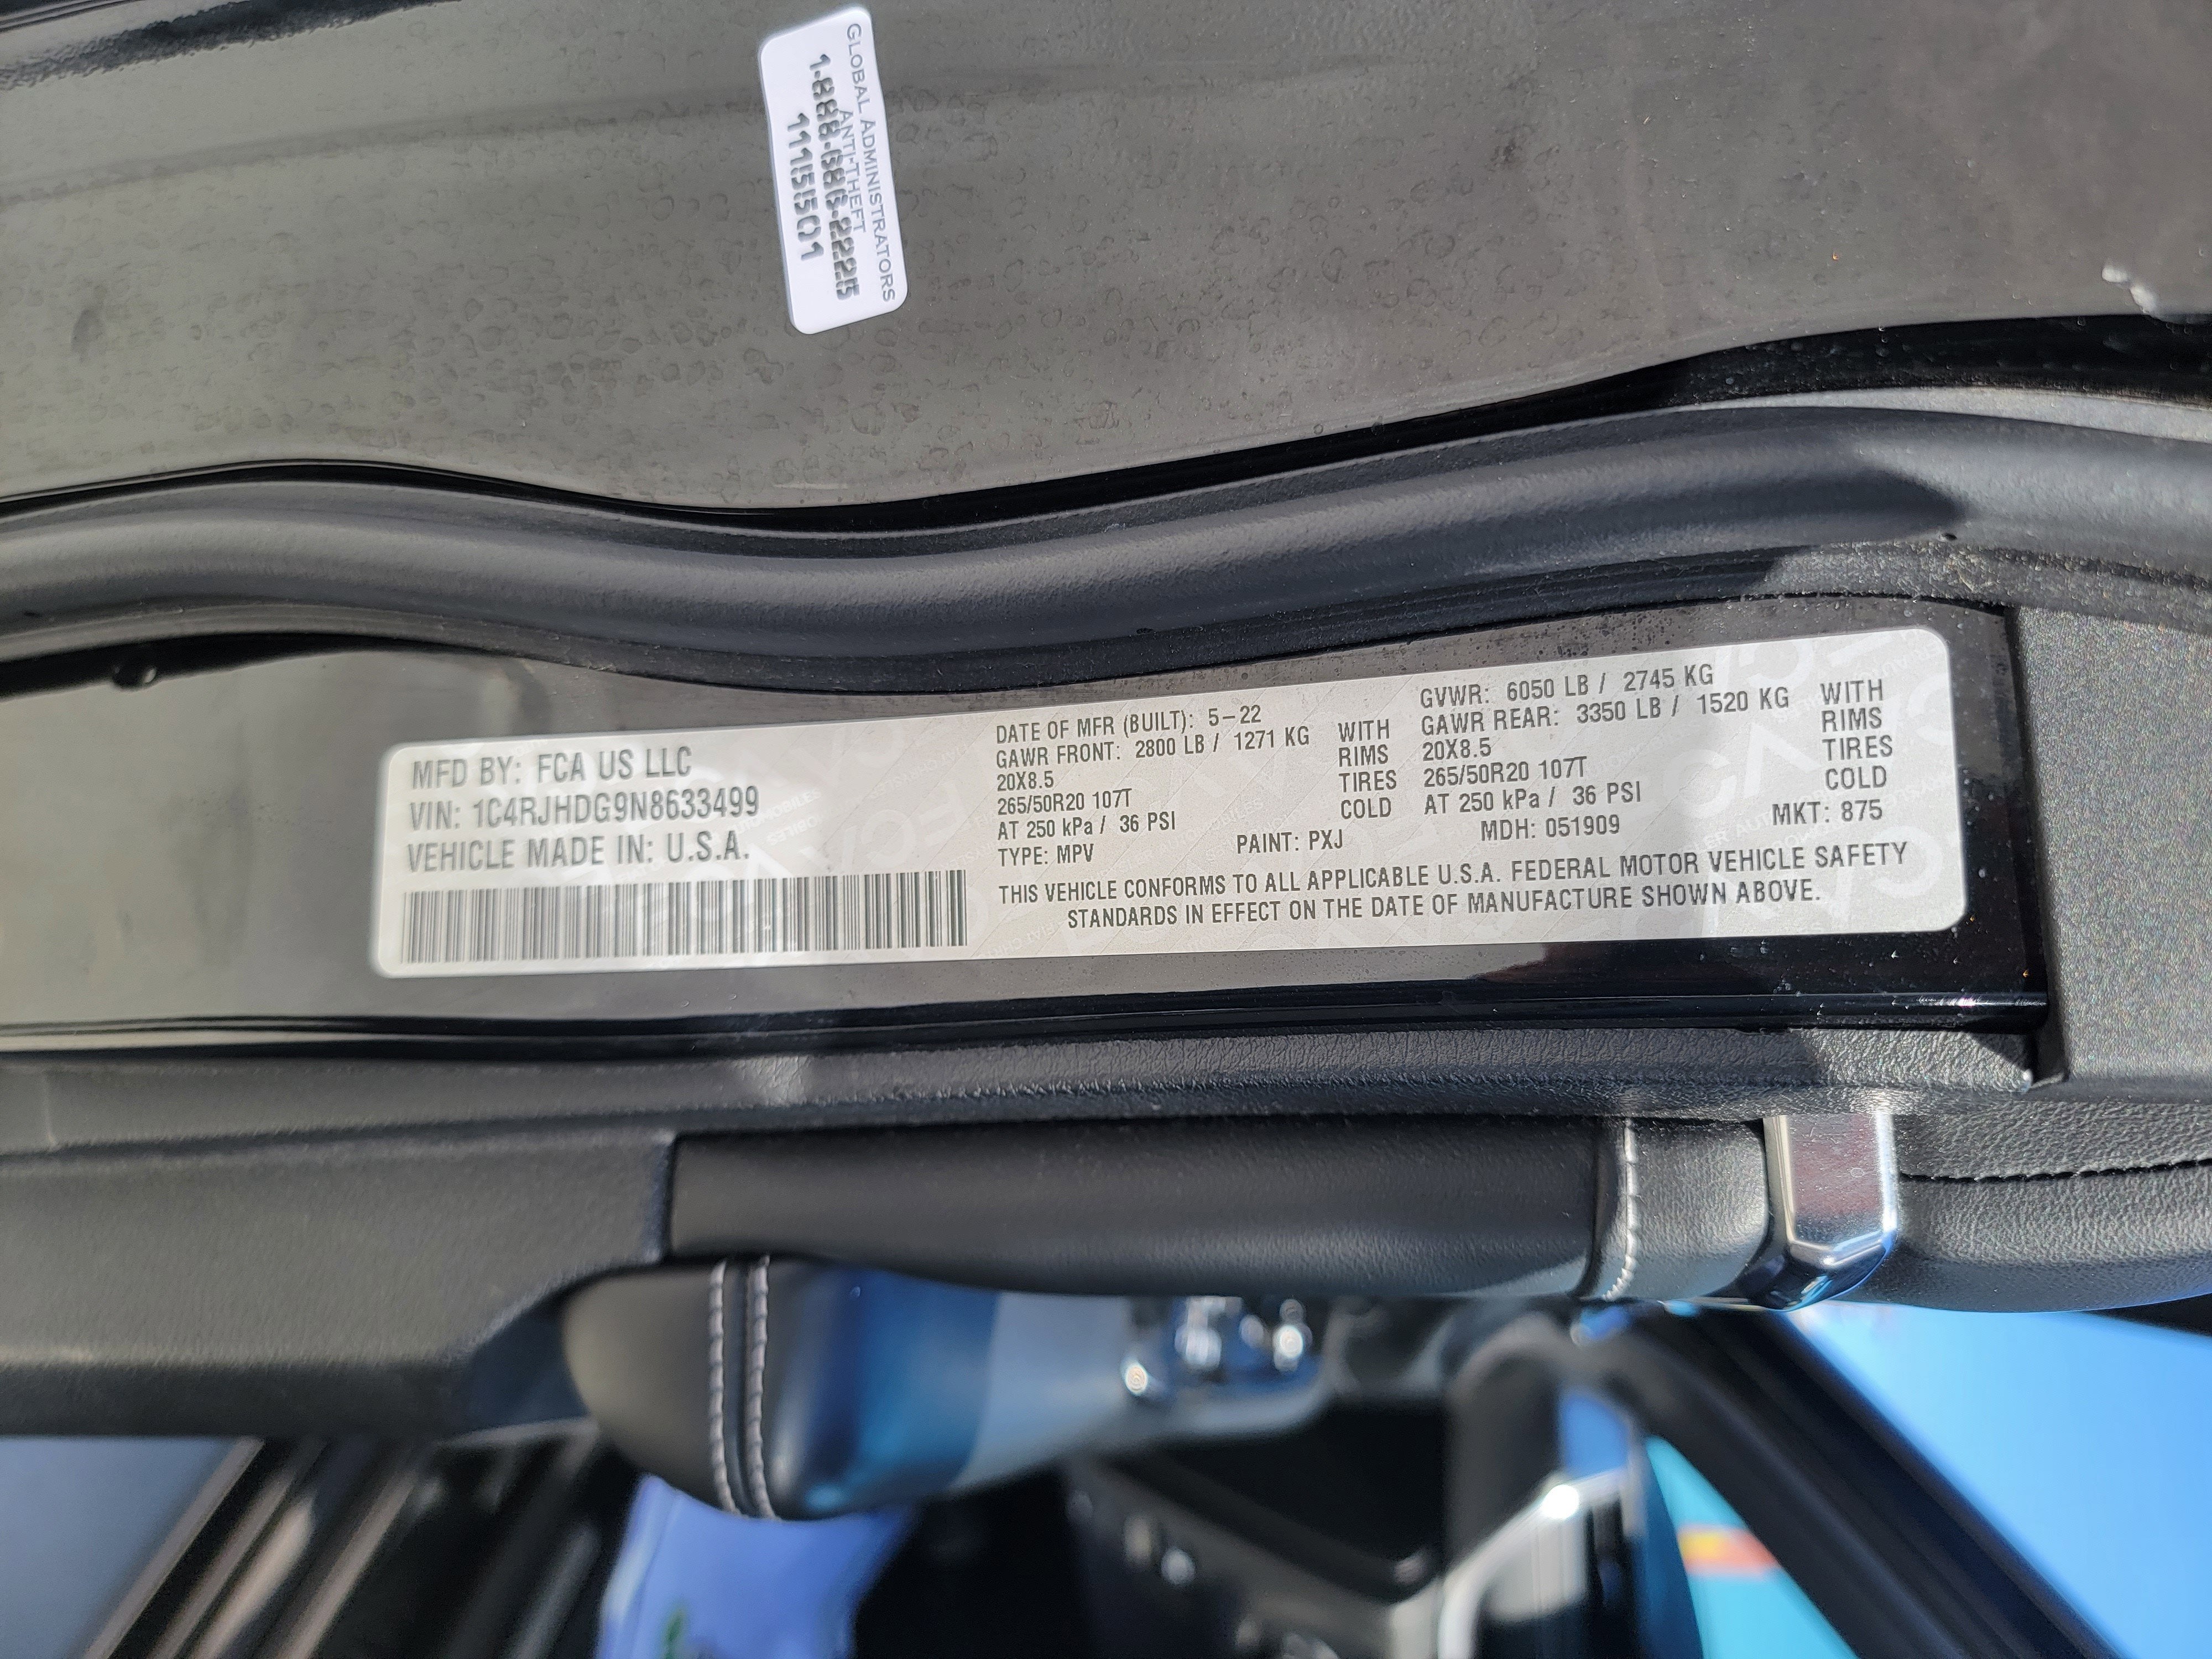 GLOBAL ADMINISTRATORS
ANTI-THEFT
1-888-686-2225
11155501
MFD BY: FCA US LLC
VIN: 1C4RJHDG9N8633499
VEHICLE MADE IN: U.S.A.
DATE OF MFR (BUILT): 5-22
GAWR FRONT: 2800 LB / 1271 KG WITH
20X8.5 RIMS
265/50R20 107T TIRES
AT 250 kPa / 36 PSI COLD
TYPE: MPV PAINT: PXJ
GVWR: 6050 LB / 2745 KG
GAWR REAR: 3350 LB / 1520 KG WITH
20X8.5 RIMS
265/50R20 107T TIRES
AT 250 kPa / 36 PSI COLD
MDH: 051909 MKT: 875
THIS VEHICLE CONFORMS TO ALL APPLICABLE U.S.A. FEDERAL MOTOR VEHICLE SAFETY
STANDARDS IN EFFECT ON THE DATE OF MANUFACTURE SHOWN ABOVE.